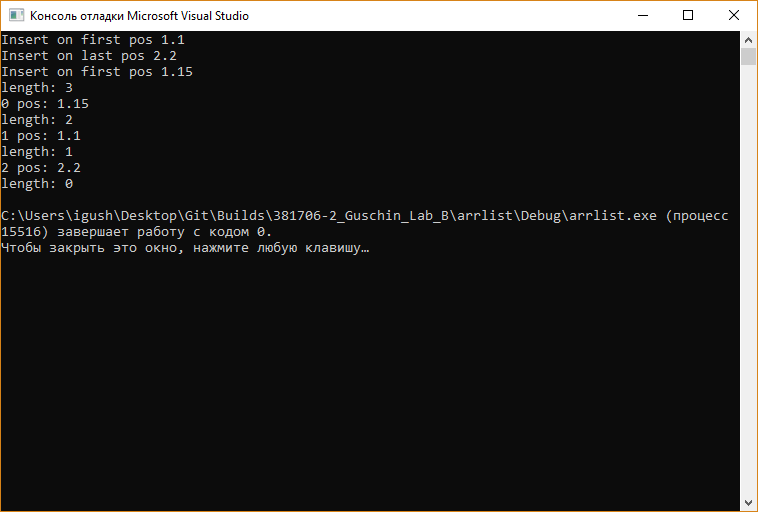 Консоль отладки Microsoft Visual Studio
Insert on first pos 1.1
Insert on last pos 2.2
Insert on first pos 1.15
length: 3
0 pos: 1.15
length: 2
1 pos: 1.1
length: 1
2 pos: 2.2
length: 0
C:\Users\igush\Desktop\Git\Builds\381706-2_Guschin_Lab_B\arrlist\Debug\arrlist.exe (процесс
15516) завершает работу с кодом 0.
Чтобы закрыть это окно, нажмите любую клавишу…